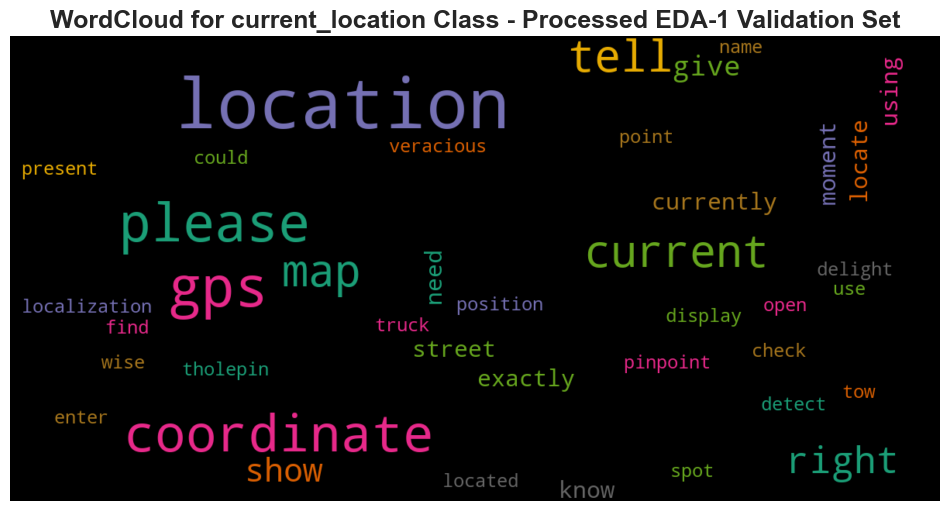 WordCloud for current_location Class - Processed EDA-1 Validation Set
name
tell
give
using
location
point
moment
locate
veracious
could
present
currently
please
current
need
map
delight
gps
use
position
localization
open
display
truck
find
street
check
pinpoint
wise
tholepin
exactly
tow
detect
enter
coordinate
right
show
spot
located
know